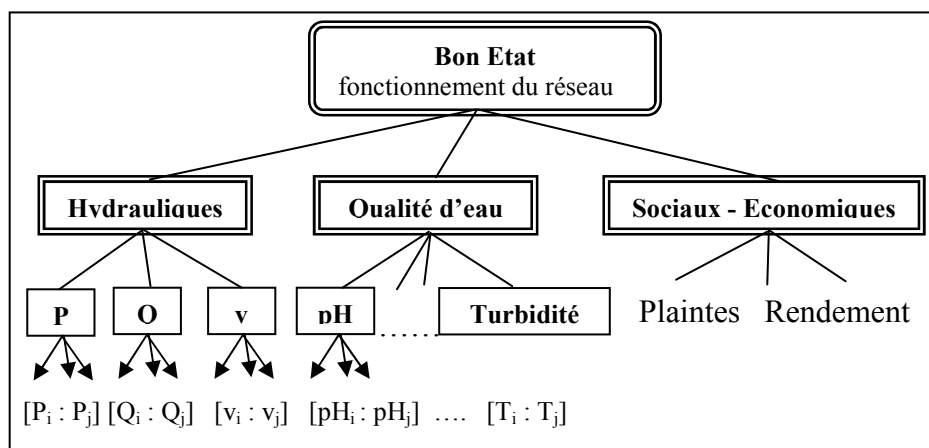 Bon Etat
fonctionnement du réseau
Hydrauliques Qualité d'eau Sociaux - Economiques
P Q v pH ...... Turbidité Plaintes Rendement
[Pi : Pj] [Qi : Qj] [vi : vj] [pHi : pHj] .... [Ti : Tj]